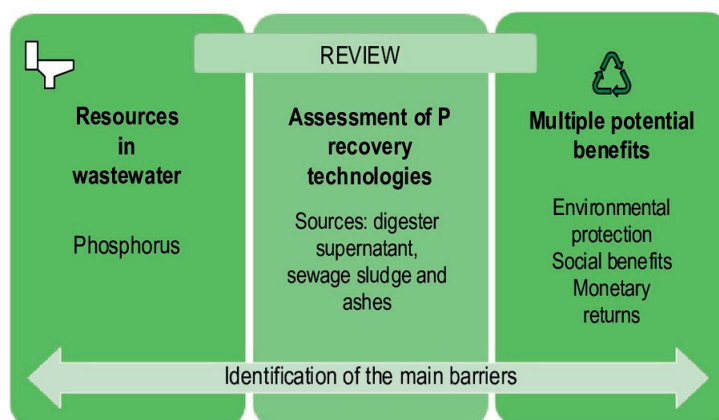 REVIEW
Resources
in
wastewater
Phosphorus
Assessment of P
recovery
technologies
Sources: digester
supernatant,
sewage sludge and
ashes
Multiple potential
benefits
Environmental
protection
Social benefits
Monetary
returns
Identification of the main barriers